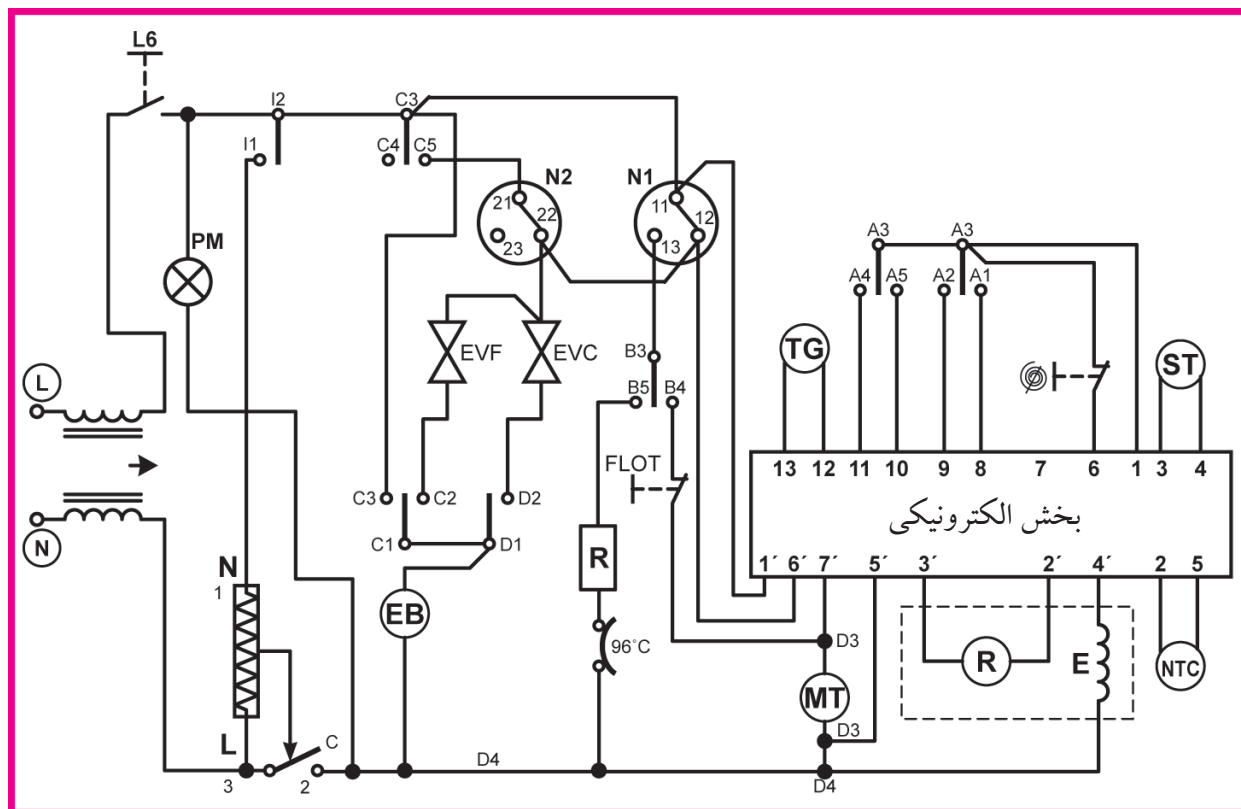 L6
I2
C3
I1
C4
C5
N2
N1
21
22
23
11
12
13
PM
A3
A3
A4
A5
A2
A1
EVF
EVC
TG
ST
B3
B5
B4
L
FLOT
13 12 11 10 9 8 7 6 1 3 4
بخش الکترونیکی
1´ 6´ 7´ 5´ 3´ 2´ 4´ 2 5
C3
C2
D2
N
C1
D1
R
N
1
EB
96°C
D3
R
E
NTC
MT
L
C
D3
3
2
D4
D4